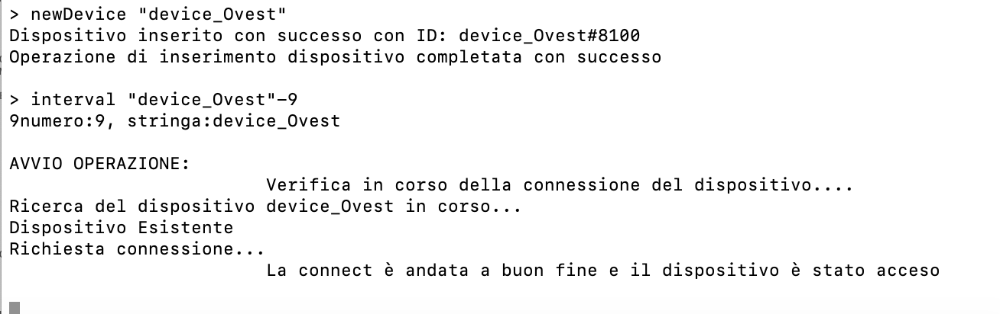 > newDevice "device_Ovest"
Dispositivo inserito con successo con ID: device_Ovest#8100
Operazione di inserimento dispositivo completata con successo
> interval "device_Ovest"-9
9numero:9, stringa:device_Ovest
AVVIO OPERAZIONE:
Verifica in corso della connessione del dispositivo....
Ricerca del dispositivo device_Ovest in corso...
Dispositivo Esistente
Richiesta connessione...
La connect è andata a buon fine e il dispositivo è stato acceso